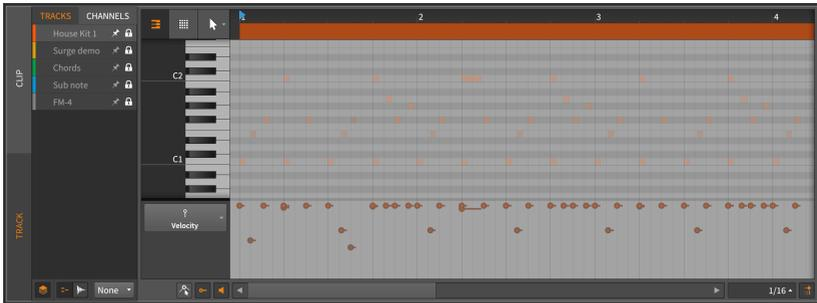 TRACKS CHANNELS
1 2 3 4
House Kit 1
Surge demo
Chords
Sub note
FM-4
CLIP
TRACK
C2
C1
Velocity
None
1/16